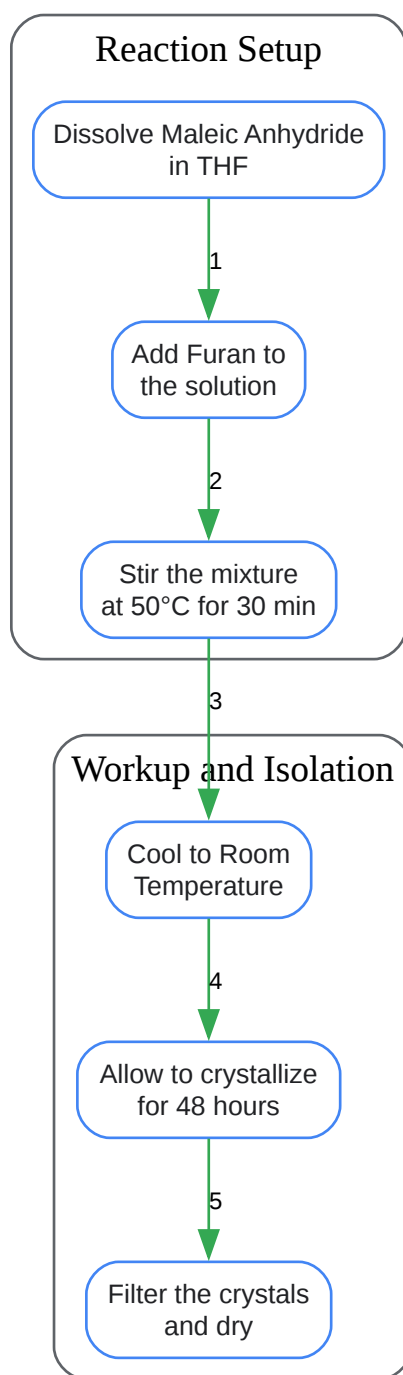 Reaction Setup
Dissolve Maleic Anhydride
in THF
1
Add Furan to
the solution
2
Stir the mixture
at 50°C for 30 min
3
Workup and Isolation
Cool to Room
Temperature
4
Allow to crystallize
for 48 hours
5
Filter the crystals
and dry